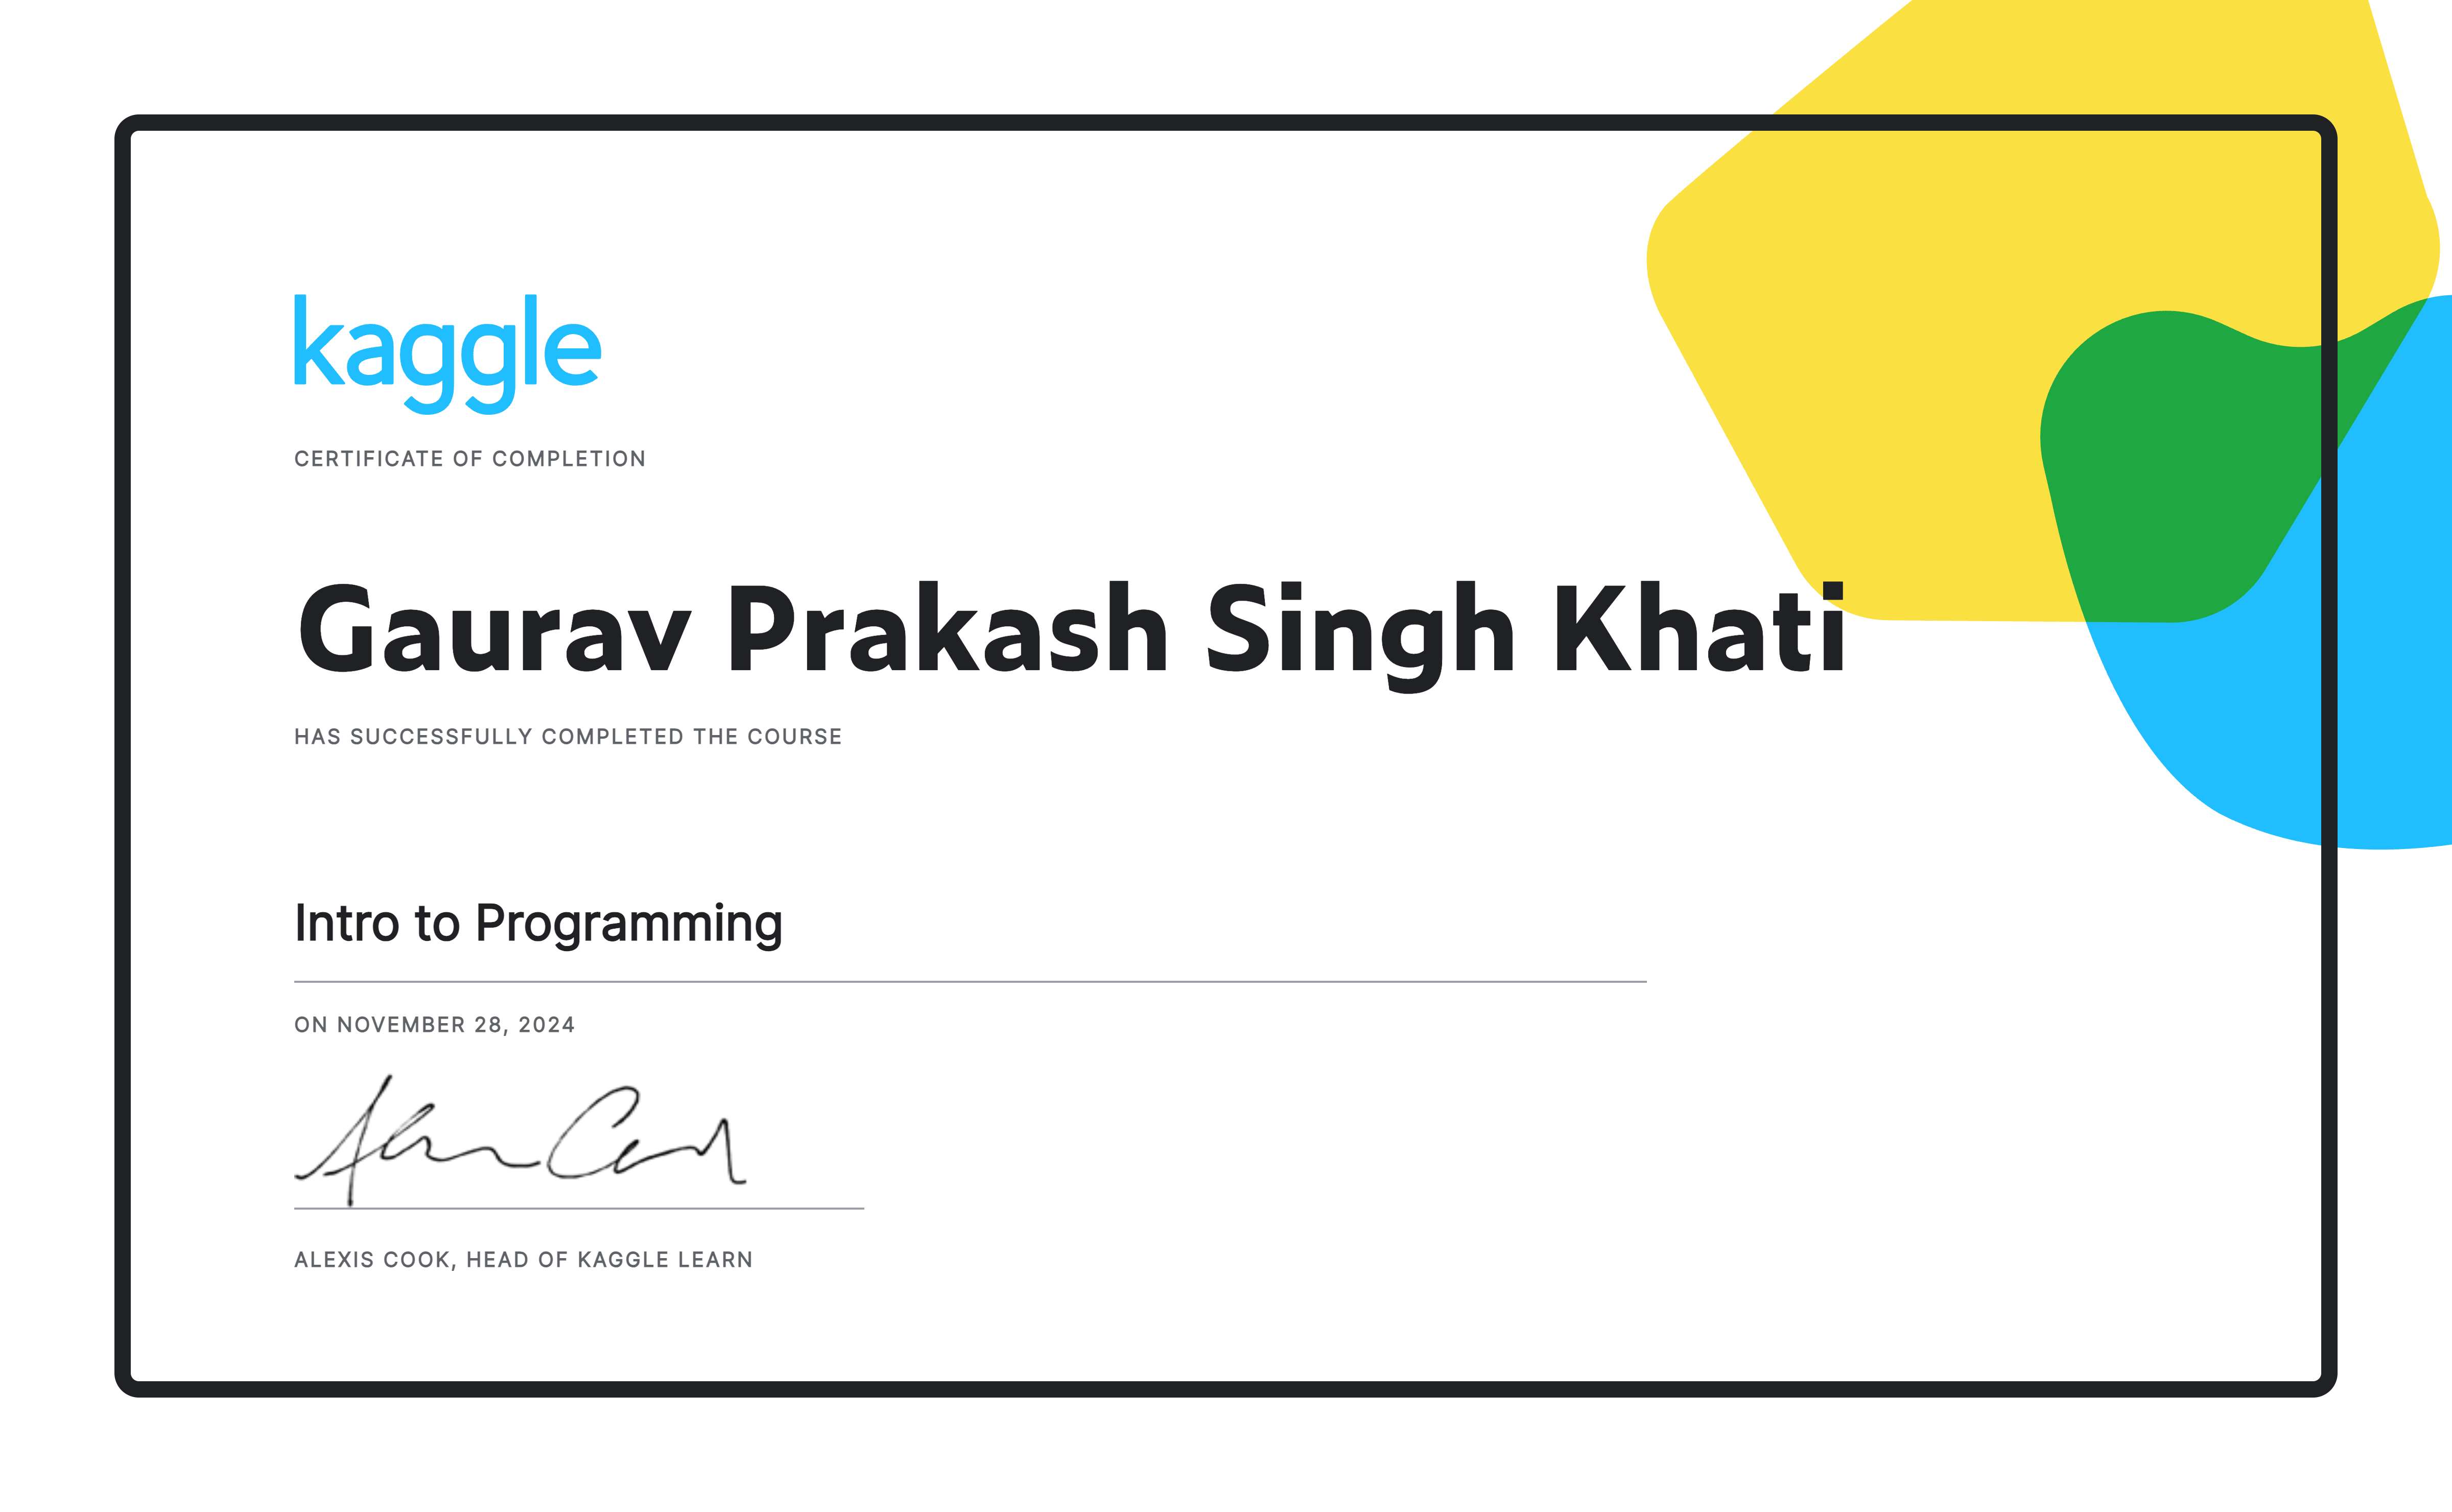 kaggle
CERTIFICATE OF COMPLETION
Gaurav Prakash Singh Khati
HAS SUCCESSFULLY COMPLETED THE COURSE
Intro to Programming
ON NOVEMBER 28, 2024
ALEXIS COOK, HEAD OF KAGGLE LEARN